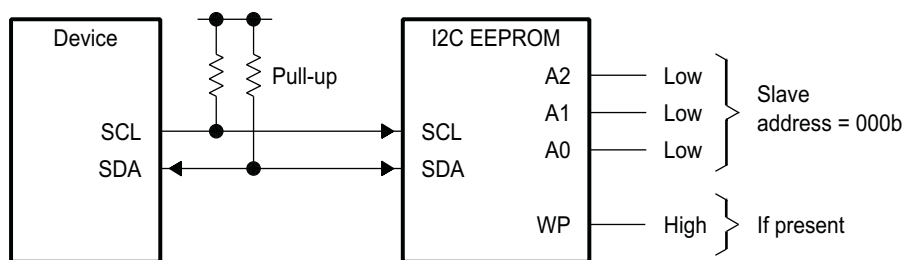 Device
I2C EEPROM
Pull-up
A2
Low
A1
Low
A0
Low
Slave
address = 000b
SCL
SCL
SDA
SDA
WP
High
If present